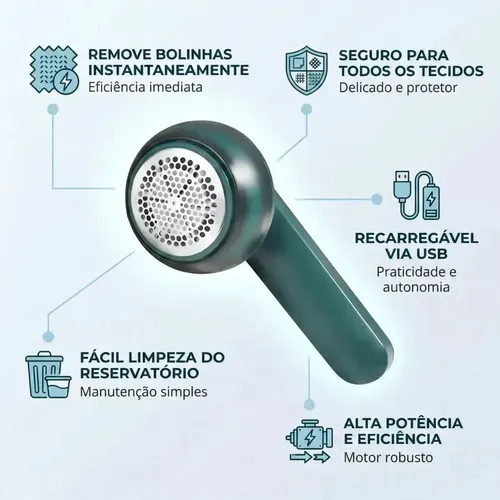 REMOVE BOLINHAS
INSTANTANEAMENTE
Eficiência imediata
SEGURO PARA
TODOS OS TECIDOS
Delicado e protetor
RECARREGÁVEL
VIA USB
Praticidade e
autonomia
FÁCIL LIMPEZA DO
RESERVATÓRIO
Manutenção simples
ALTA POTÊNCIA
E EFICIÊNCIA
Motor robusto